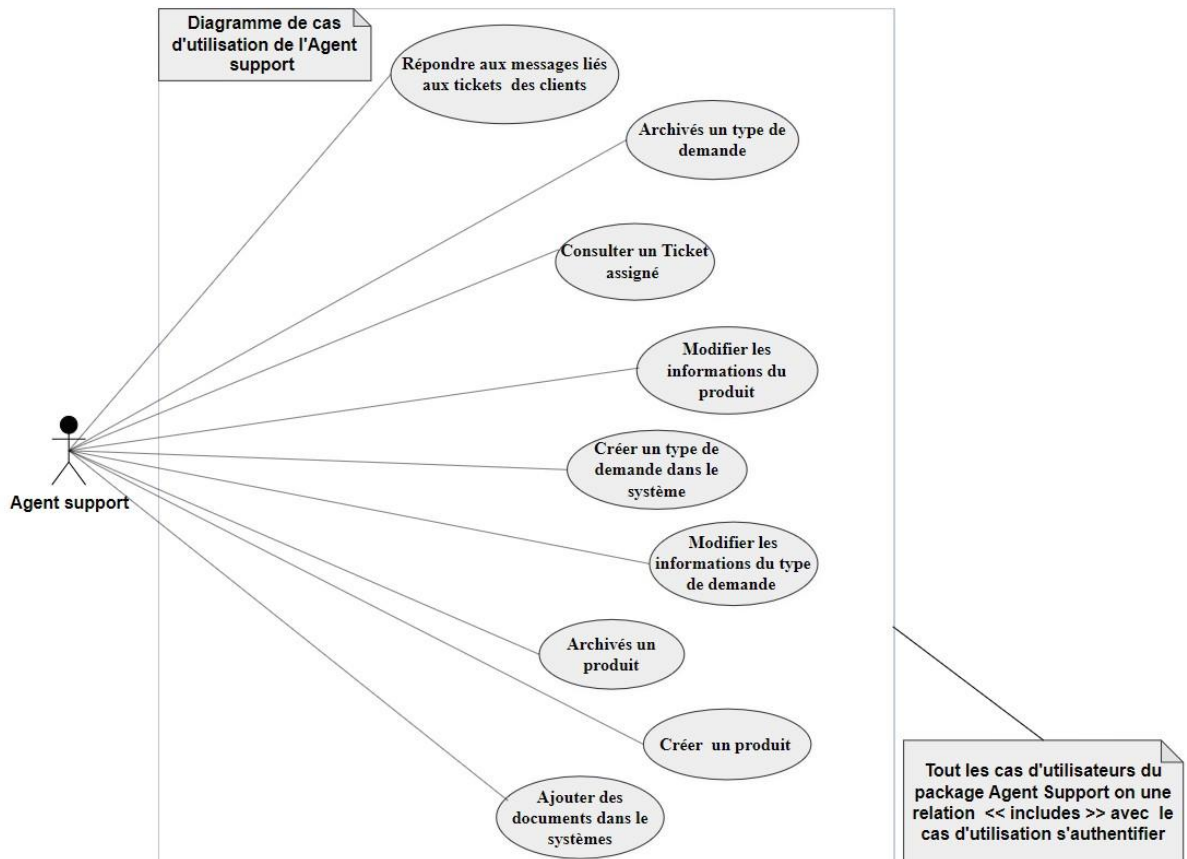 Diagramme de cas
d'utilisation de l'Agent
support
Répondre aux messages liés
aux tickets des clients
Archivés un type de
demande
Consulter un Ticket
assigné
Modifier les
informations du
produit
Créer un type de
demande dans le
système
Agent support
Modifier les
informations du type
de demande
Archivés un
produit
Créer un produit
Ajouter des
documents dans le
systèmes
Tout les cas d'utilisateurs du
package Agent Support on une
relation << includes >> avec le
cas d'utilisation s'authentifier